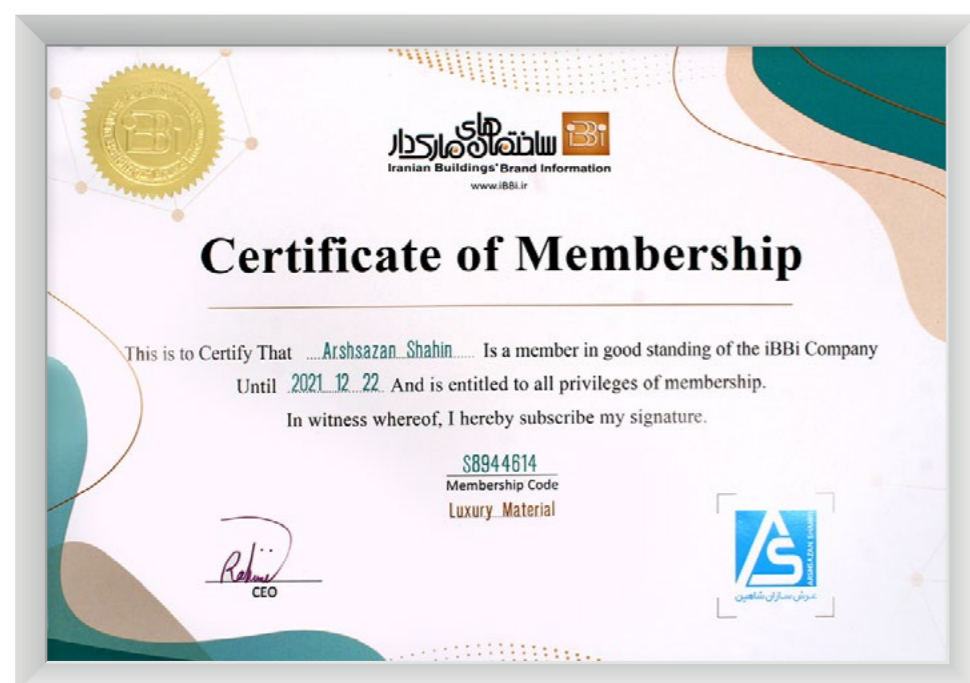 iBBi
ساختمان‌های مارکدار iBBi
Iranian Buildings' Brand Information
www.iBBi.ir
Certificate of Membership
This is to Certify That Arshsazan Shahin Is a member in good standing of the iBBi Company
Until 2021 12 22 And is entitled to all privileges of membership.
In witness whereof, I hereby subscribe my signature.
S8944614
Membership Code
Luxury Material
CEO
AS
ARSHSAZAN SHAHIN
عرش سازان شاهین